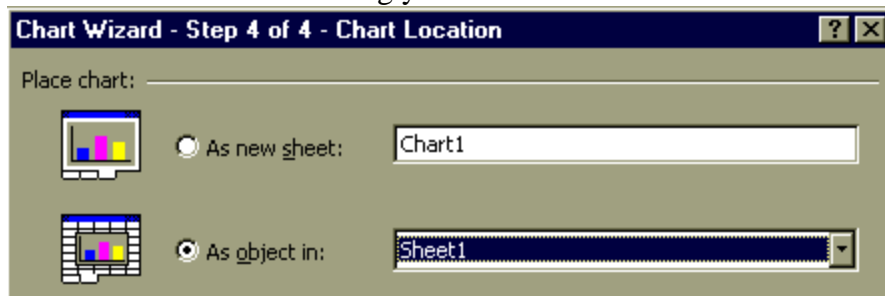 Chart Wizard - Step 4 of 4 - Chart Location
Place chart:
As new sheet: Chart1
As object in: Sheet1